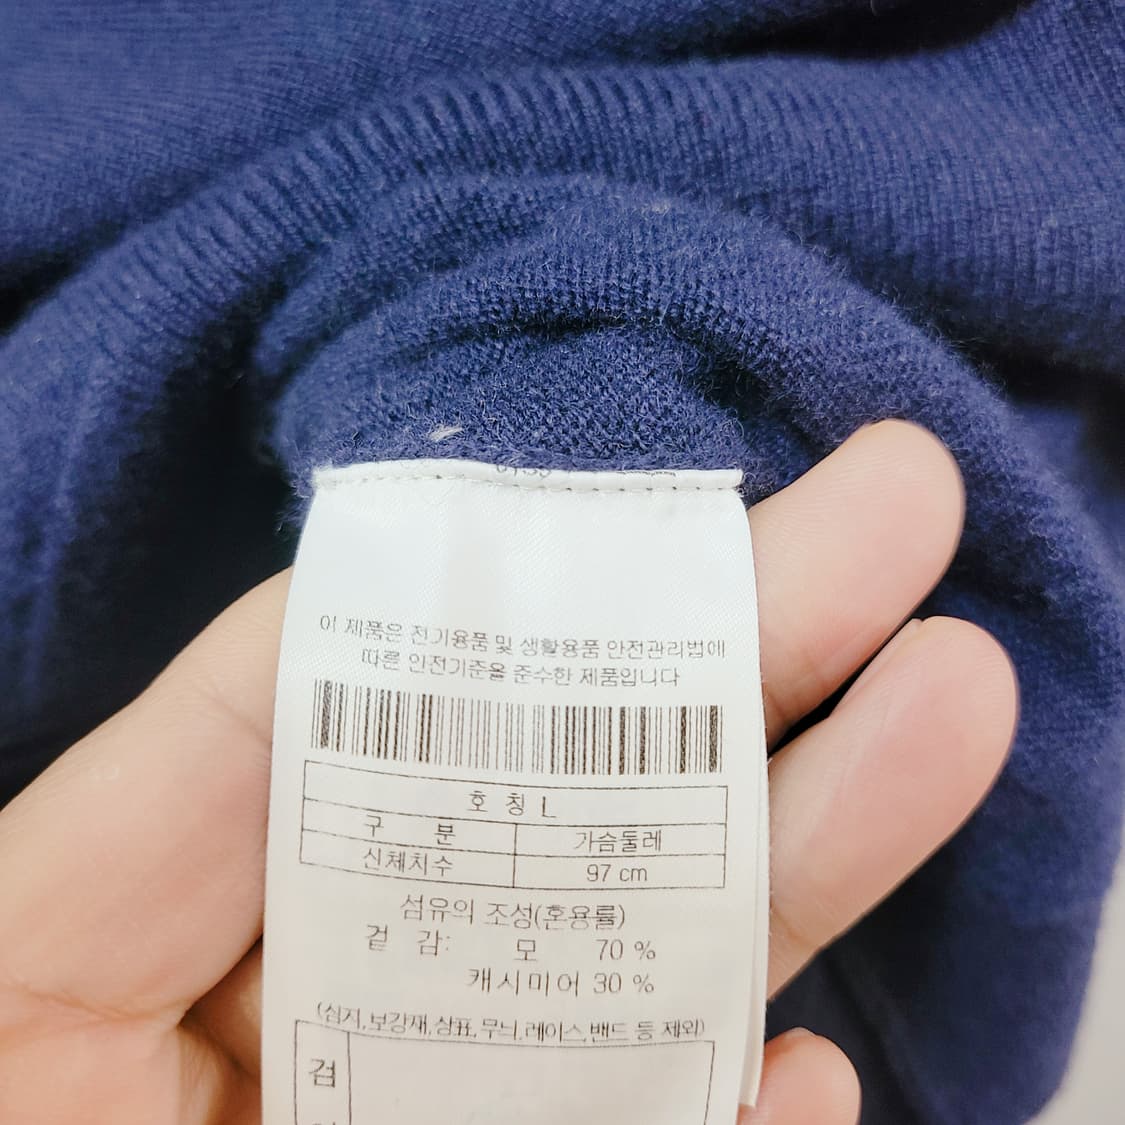 이 제품은 전기용품 및 생활용품 안전관리법에
따른 안전기준을 준수한 제품입니다
호 칭 L
구 분 가슴둘레
신체치수 97 cm
섬유의 조성(혼용률)
겉 감: 모 70 %
캐시미어 30 %
(심지,보강재,상표,무늬,레이스,밴드 등 제외)
검